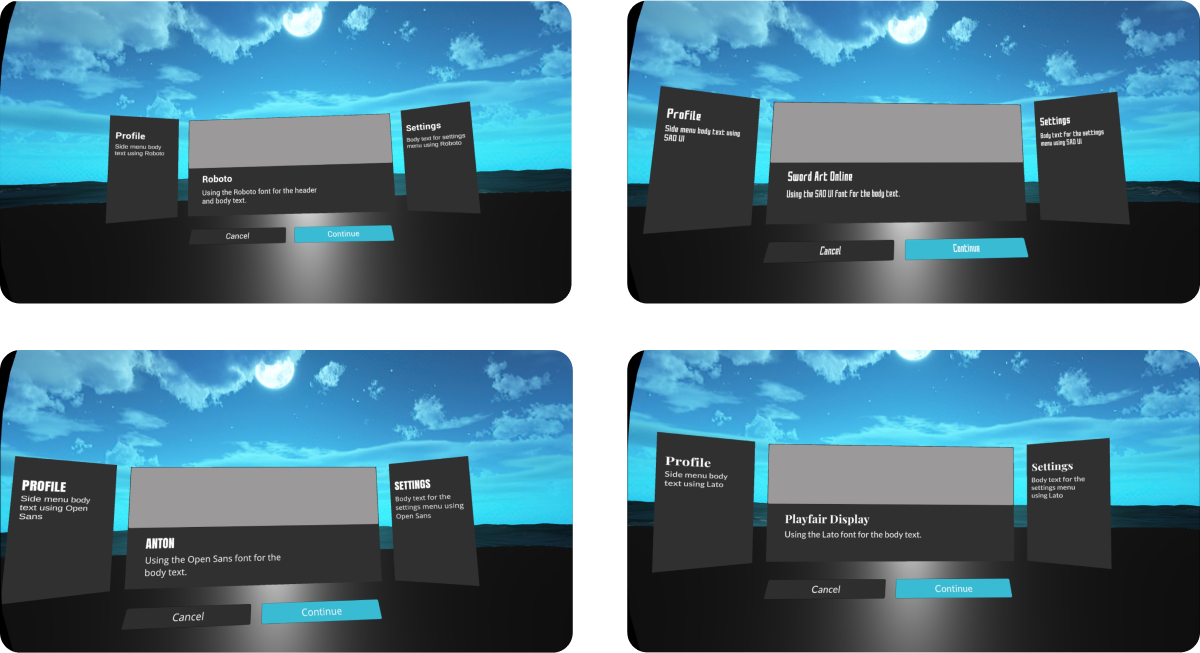 Profile
Side menu body
text using Roboto
Roboto
Using the Roboto font for the header
and body text.
Settings
Body text for settings
menu using Roboto
Cancel
Continue
Profile
Side menu body text using
SAO UI
Sword Art Online
Using the SAO UI font for the body text.
Settings
Body text for the settings
menu using SAO UI
Cancel
Continue
PROFILE
Side menu body
text using Open
Sans
ANTON
Using the Open Sans font for the
body text.
SETTINGS
Body text for the
settings menu using
Open Sans
Cancel
Continue
Profile
Side menu body
text using Lato
Playfair Display
Using the Lato font for the body text.
Settings
Body text for the
settings menu
using Lato
Cancel
Continue